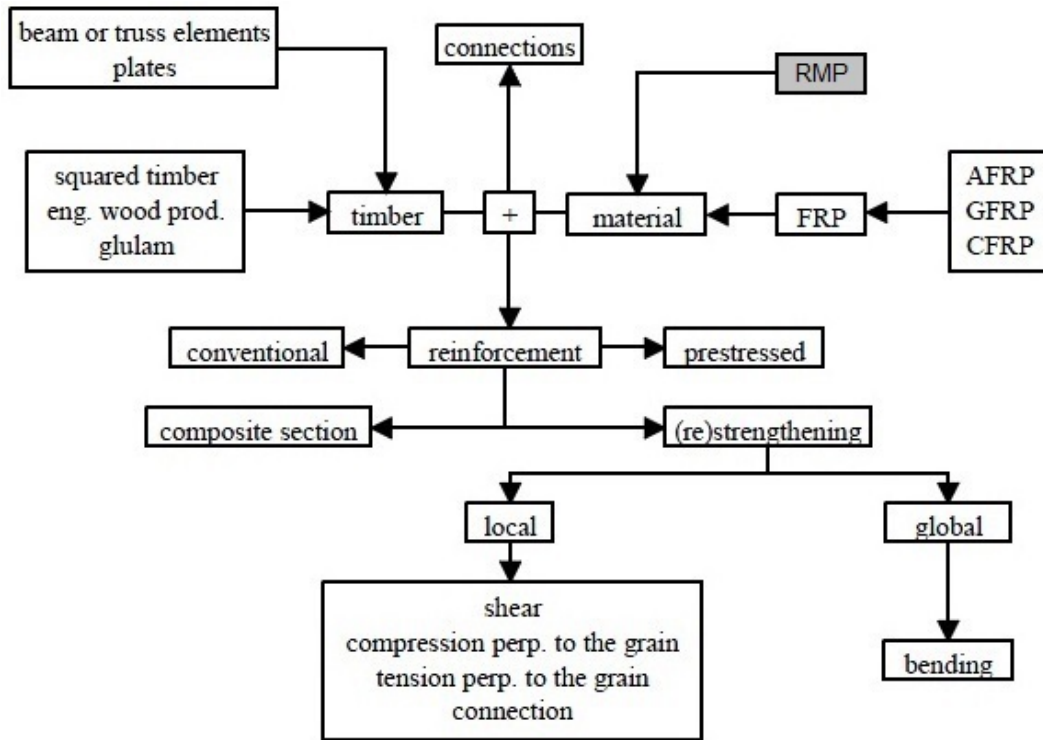 beam or truss elements
plates
connections
RMP
squared timber
eng. wood prod.
glulam
timber
+
material
FRP
AFRP
GFRP
CFRP
conventional
reinforcement
prestressed
composite section
(re)strengthening
local
global
shear
compression perp. to the grain
tension perp. to the grain
connection
bending